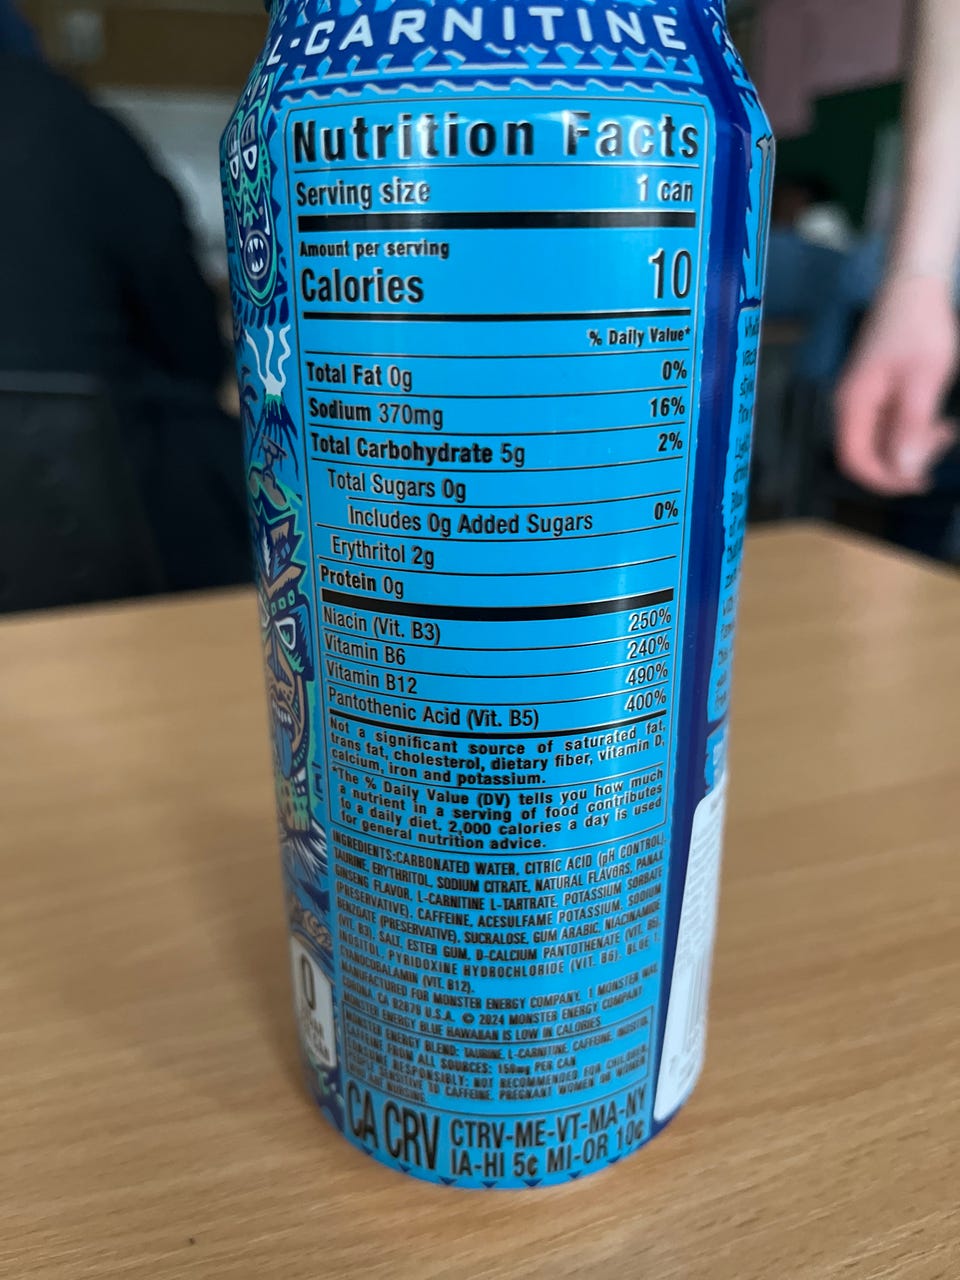 L-CARNITINE
Nutrition Facts
Serving size 1 can
Amount per serving
Calories 10
% Daily Value*
Total Fat 0g 0%
Sodium 370mg 16%
Total Carbohydrate 5g 2%
Total Sugars 0g
Includes 0g Added Sugars 0%
Erythritol 2g
Protein 0g
Niacin (Vit. B3) 250%
Vitamin B6 240%
Vitamin B12 490%
Pantothenic Acid (Vit. B5) 400%
Not a significant source of saturated fat,
trans fat, cholesterol, dietary fiber, vitamin D,
calcium, iron and potassium.
*The % Daily Value (DV) tells you how much
a nutrient in a serving of food contributes
to a daily diet. 2,000 calories a day is used
for general nutrition advice.
INGREDIENTS:CARBONATED WATER, CITRIC ACID (pH CONTROL),
TAURINE, ERYTHRITOL, SODIUM CITRATE, NATURAL FLAVORS, PANAX
GINSENG FLAVOR, L-CARNITINE L-TARTRATE, POTASSIUM SORBATE
(PRESERVATIVE), CAFFEINE, ACESULFAME POTASSIUM, SODIUM
BENZOATE (PRESERVATIVE), SUCRALOSE, GUM ARABIC, NIACINAMIDE
(VIT. B3), SALT, ESTER GUM, D-CALCIUM PANTOTHENATE (VIT. B5),
INOSITOL, PYRIDOXINE HYDROCHLORIDE (VIT. B6), BLUE 1,
CYANOCOBALAMIN (VIT. B12).
MANUFACTURED FOR MONSTER ENERGY COMPANY, 1 MONSTER WAY,
CORONA, CA 92879 U.S.A. © 2024 MONSTER ENERGY COMPANY
MONSTER ENERGY BLUE HAWAIIAN IS LOW IN CALORIES
MONSTER ENERGY BLEND: TAURINE, L-CARNITINE, CAFFEINE, INOSITOL
CAFFEINE FROM ALL SOURCES: 150mg PER CAN
CONSUME RESPONSIBLY: NOT RECOMMENDED FOR CHILDREN,
PEOPLE SENSITIVE TO CAFFEINE, PREGNANT WOMEN OR WOMEN
WHO ARE NURSING.
CA CRV
CTRV-ME-VT-MA-NY
IA-HI 5¢ MI-OR 10¢
0